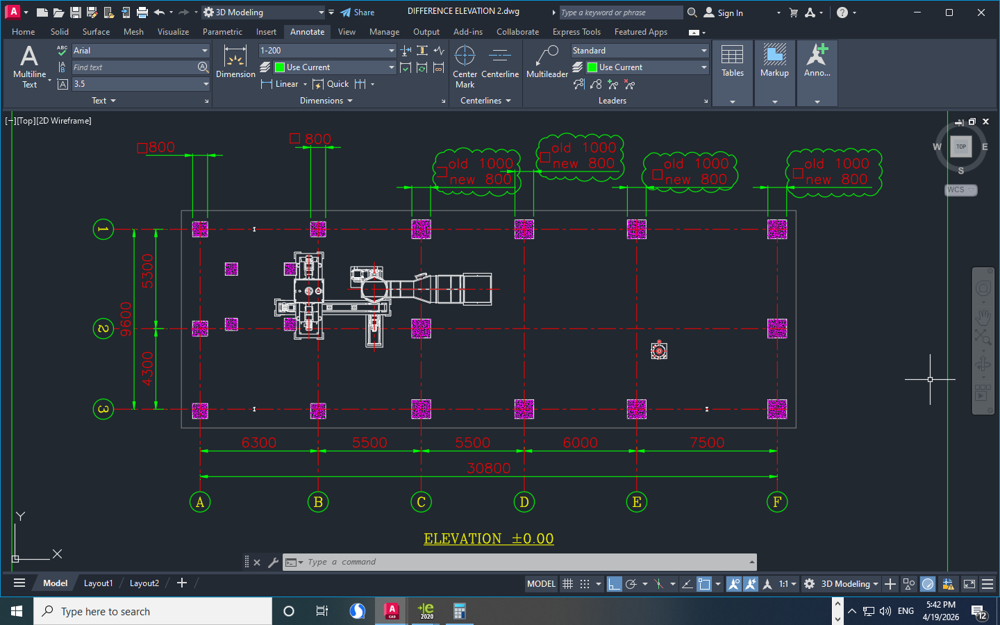 3D Modeling
Share
DIFFERENCE ELEVATION 2.dwg
Type a keyword or phrase
Sign In
Home
Solid
Surface
Mesh
Visualize
Parametric
Insert
Annotate
View
Manage
Output
Add-ins
Collaborate
Express Tools
Featured Apps
Multiline Text
ABC
Arial
Find text
3.5
Text
Dimension
1-200
Use Current
Linear
Quick
Dimensions
Center Mark
Centerline
Centerlines
Multileader
Standard
Use Current
Leaders
Tables
Markup
Anno...
[−][Top][2D Wireframe]
N
W
TOP
E
S
WCS
800
800
old 1000
new 800
old 1000
new 800
old 1000
new 800
old 1000
new 800
1
2
3
5300
9600
4300
6300
5500
5500
6000
7500
30800
A
B
C
D
E
F
ELEVATION ±0.00
Y
X
Type a command
Model
Layout1
Layout2
MODEL
1:1
3D Modeling
Type here to search
A CAD
e 2020
ENG
5:42 PM
4/19/2026
12